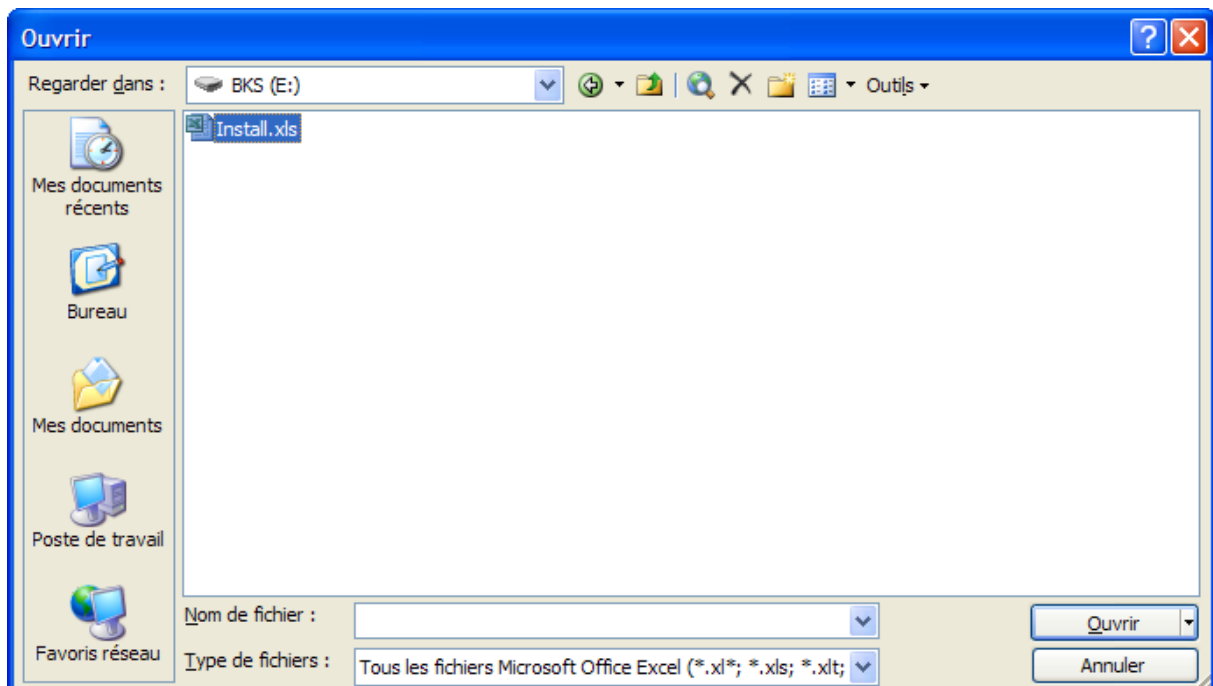 Ouvrir
Regarder dans :
BKS (E:)
Outils
Install.xls
Mes documents
récents
Bureau
Mes documents
Poste de travail
Favoris réseau
Nom de fichier :
Ouvrir
Type de fichiers :
Tous les fichiers Microsoft Office Excel (*.xl*; *.xls; *.xlt;
Annuler